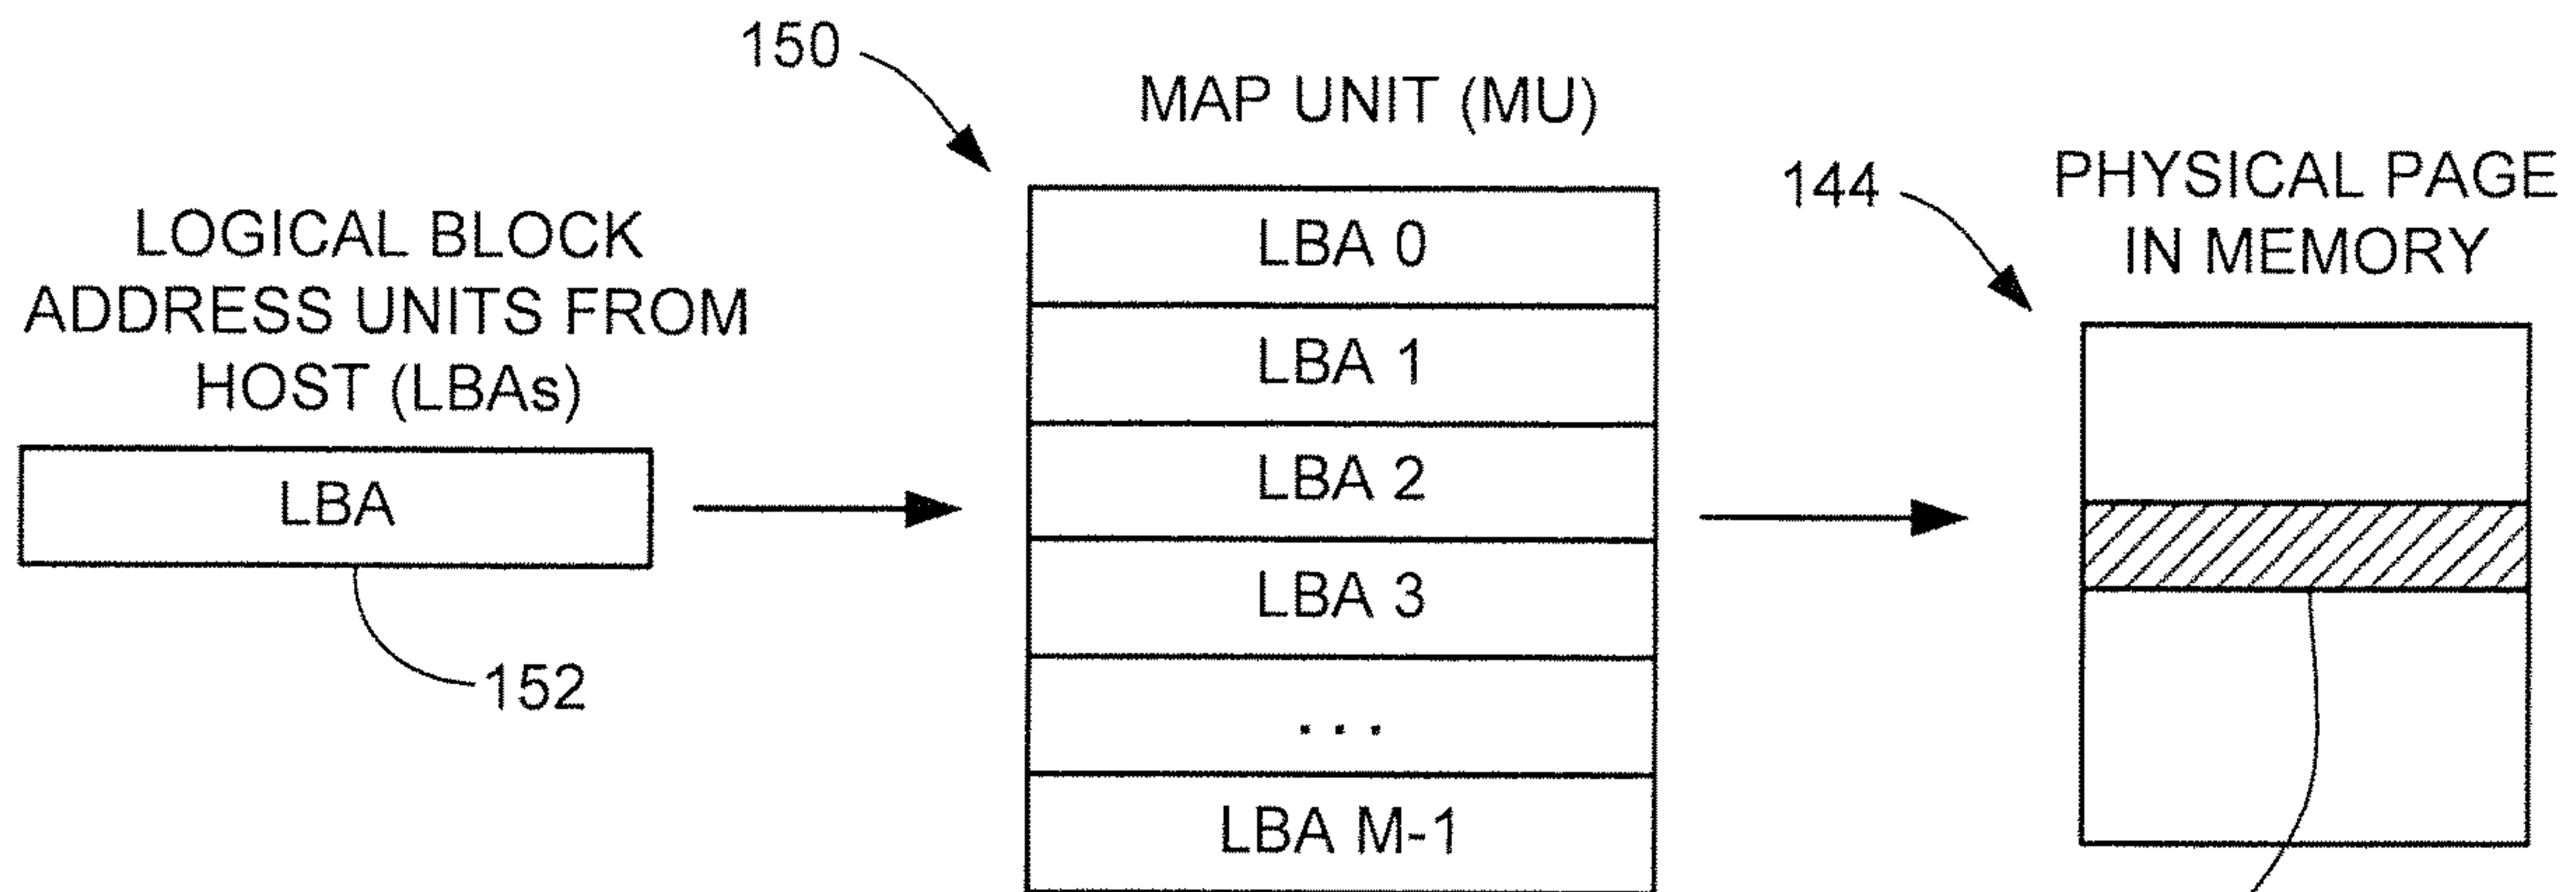 150
MAP UNIT (MU)
144
PHYSICAL PAGE
IN MEMORY
LOGICAL BLOCK
ADDRESS UNITS FROM
HOST (LBAs)
LBA
152
LBA 0
LBA 1
LBA 2
LBA 3
. . .
LBA M-1